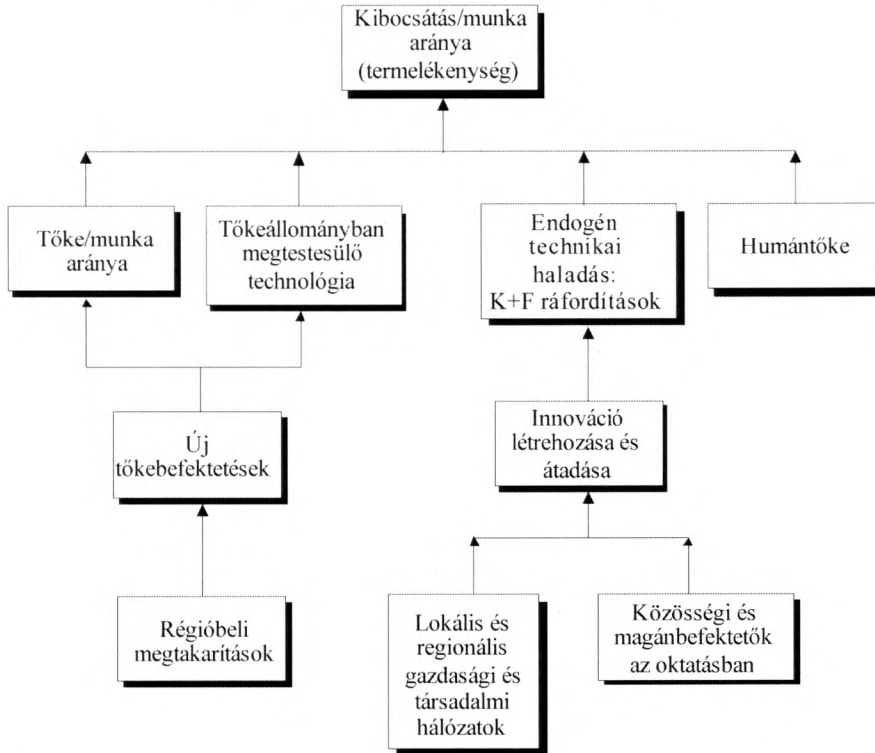 Kibocsátás/munka
aránya
(termelékenység)
Tőke/munka
aránya
Tőkeállományban
megtestesülő
technológia
Endogén
technikai
haladás:
K+F ráfordítások
Humántőke
Új
tőkebefektetések
Innováció
létrehozása és
átadása
Régióbeli
megtakarítások
Lokális és
regionális
gazdasági és
társadalmi
hálózatok
Közösségi és
magánbefektetők
az oktatásban